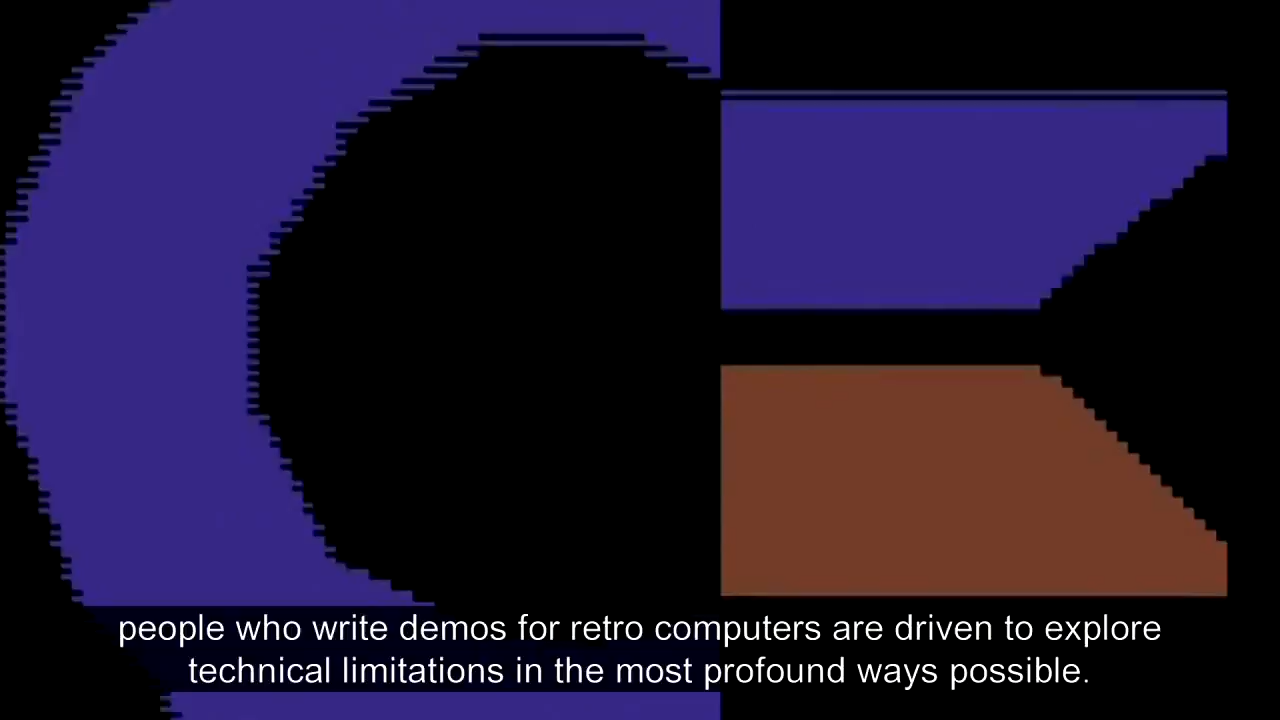 people who write demos for retro computers are driven to explore
technical limitations in the most profound ways possible.